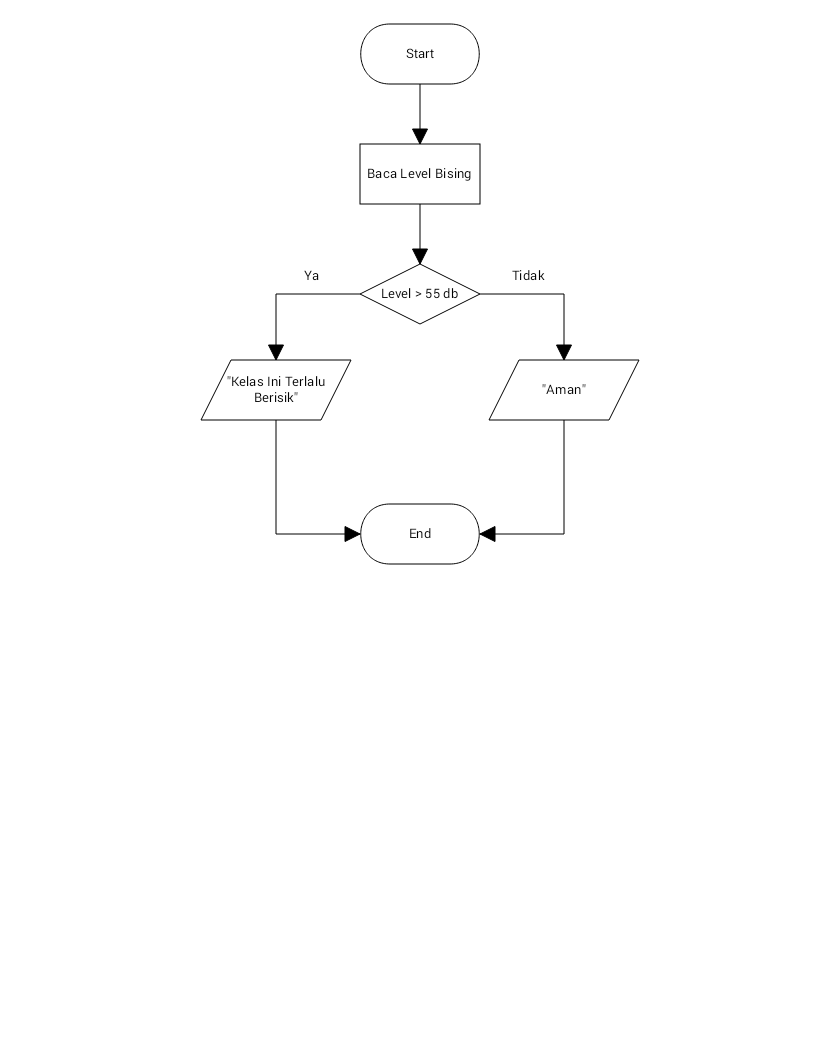 Start
Baca Level Bising
Ya
Tidak
Level > 55 db
"Kelas Ini Terlalu
Berisik"
"Aman"
End